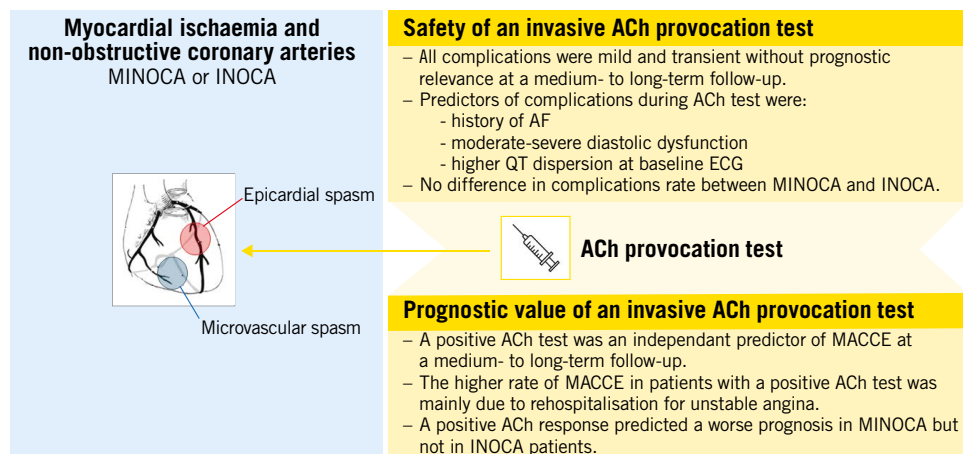 Myocardial ischaemia and
non-obstructive coronary arteries
MINOCA or INOCA
Epicardial spasm
Microvascular spasm
Safety of an invasive ACh provocation test
– All complications were mild and transient without prognostic
relevance at a medium- to long-term follow-up.
– Predictors of complications during ACh test were:
- history of AF
- moderate-severe diastolic dysfunction
- higher QT dispersion at baseline ECG
– No difference in complications rate between MINOCA and INOCA.
ACh provocation test
Prognostic value of an invasive ACh provocation test
– A positive ACh test was an independant predictor of MACCE at
a medium- to long-term follow-up.
– The higher rate of MACCE in patients with a positive ACh test was
mainly due to rehospitalisation for unstable angina.
– A positive ACh response predicted a worse prognosis in MINOCA but
not in INOCA patients.